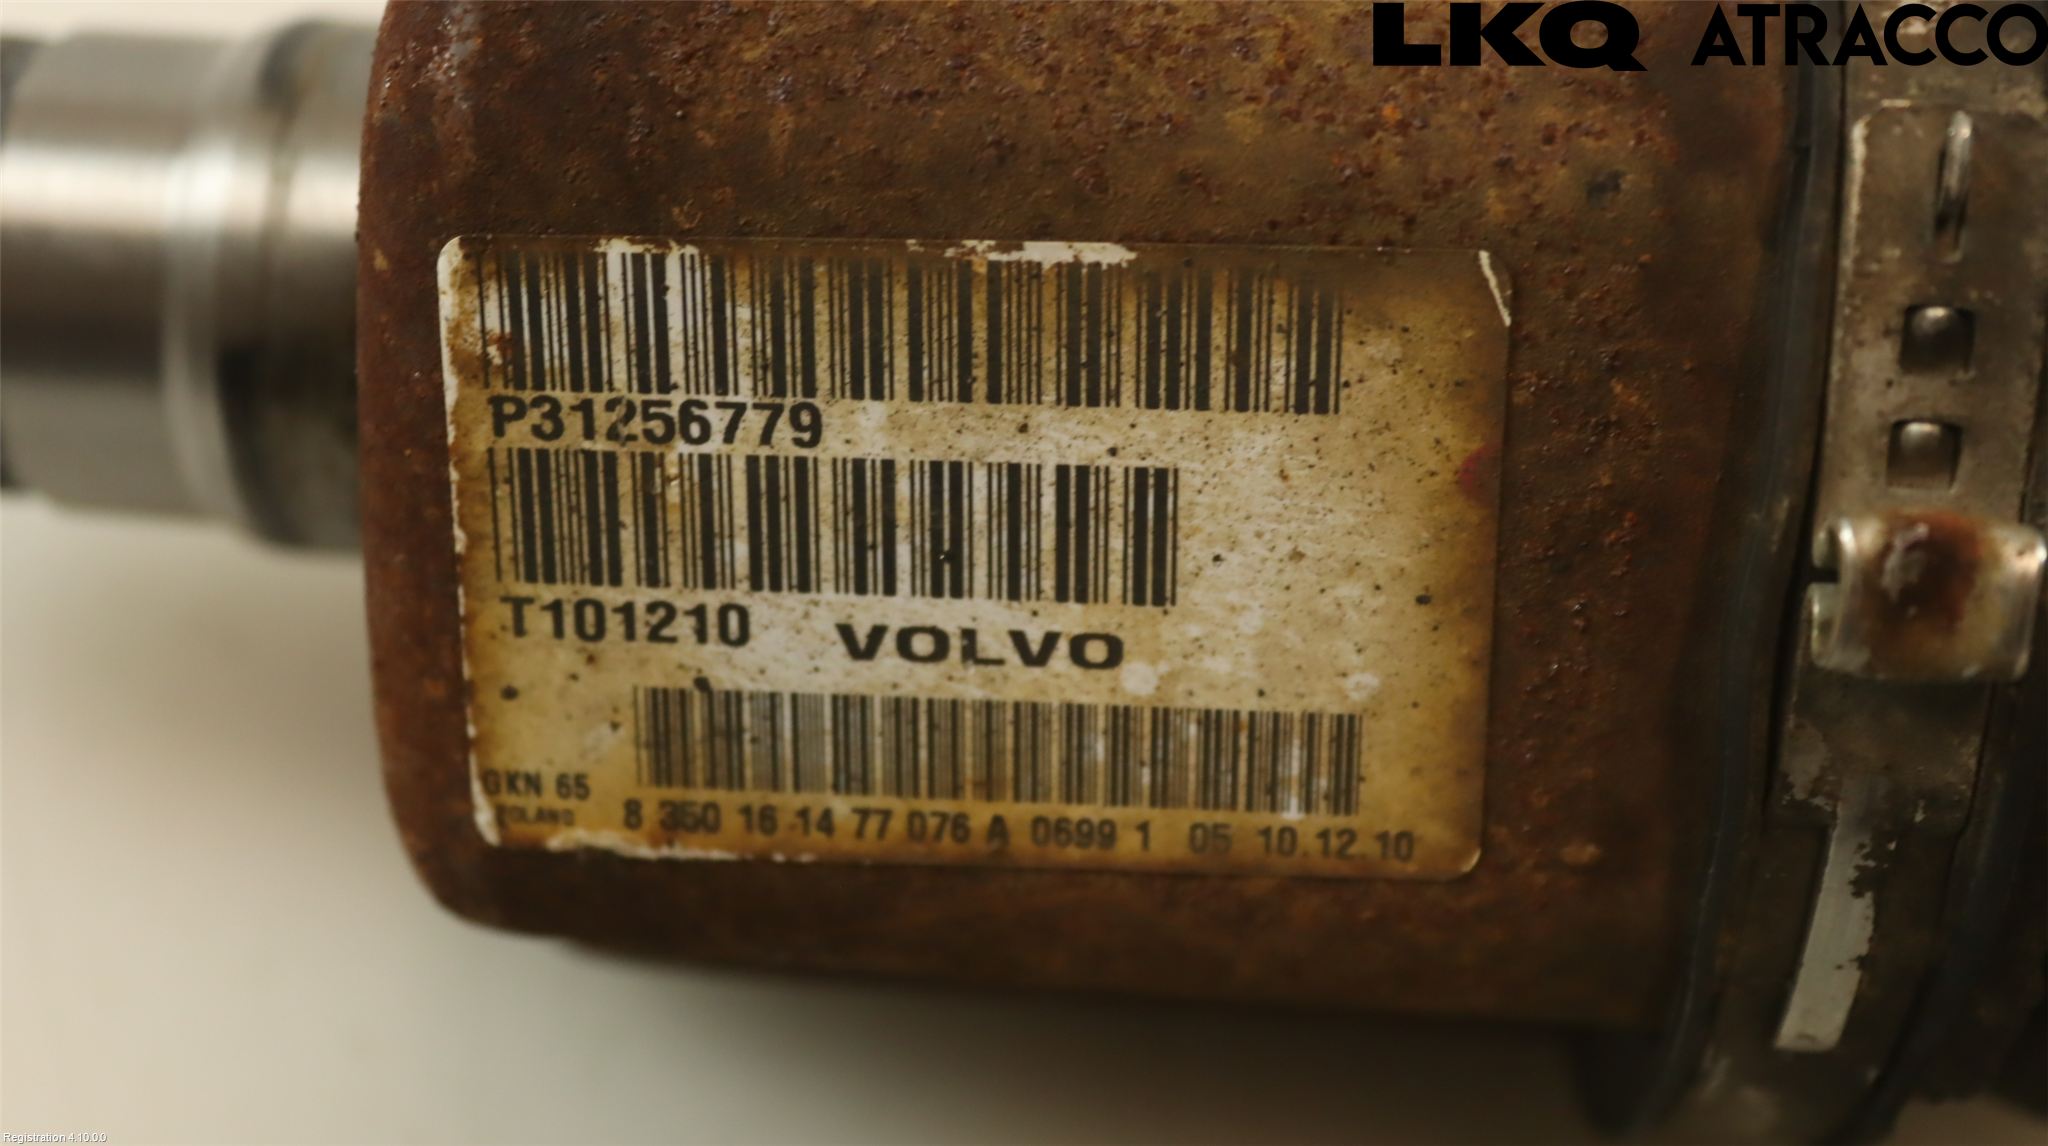 LKQ ATRACCO
P31256779
T101210 VOLVO
GKN 65
POLAND
8 350 16 14 77 076 A 0699 1 05 10.12.10
Registration 4.10.0.0